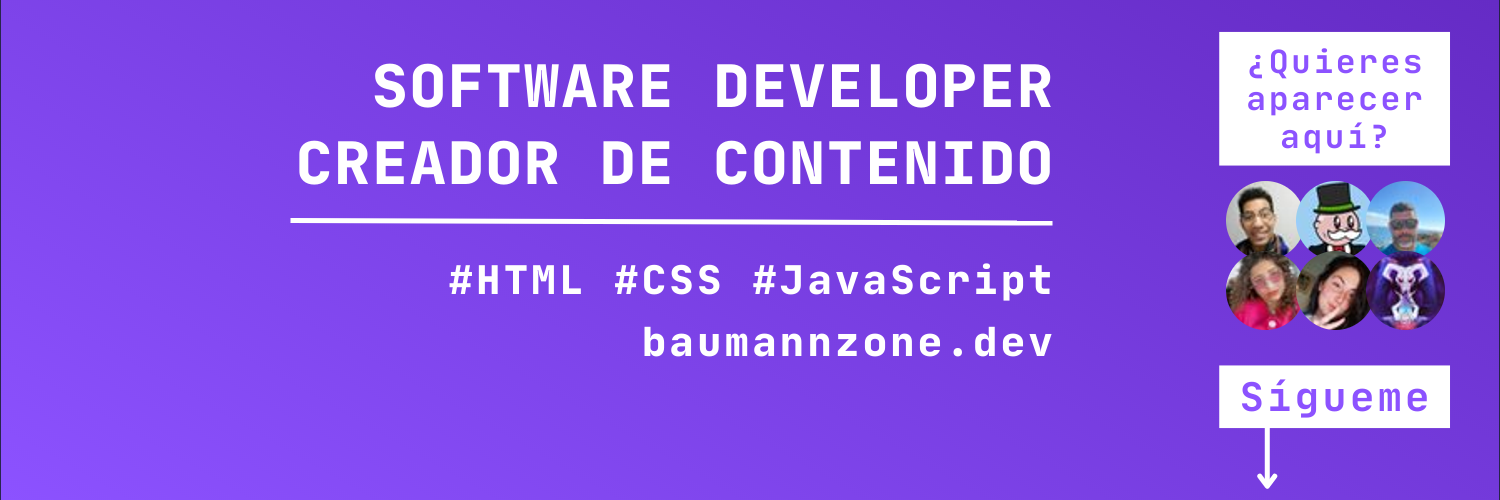 SOFTWARE DEVELOPER
CREADOR DE CONTENIDO
#HTML #CSS #JavaScript
baumannzone.dev
¿Quieres
aparecer
aquí?
Sígueme